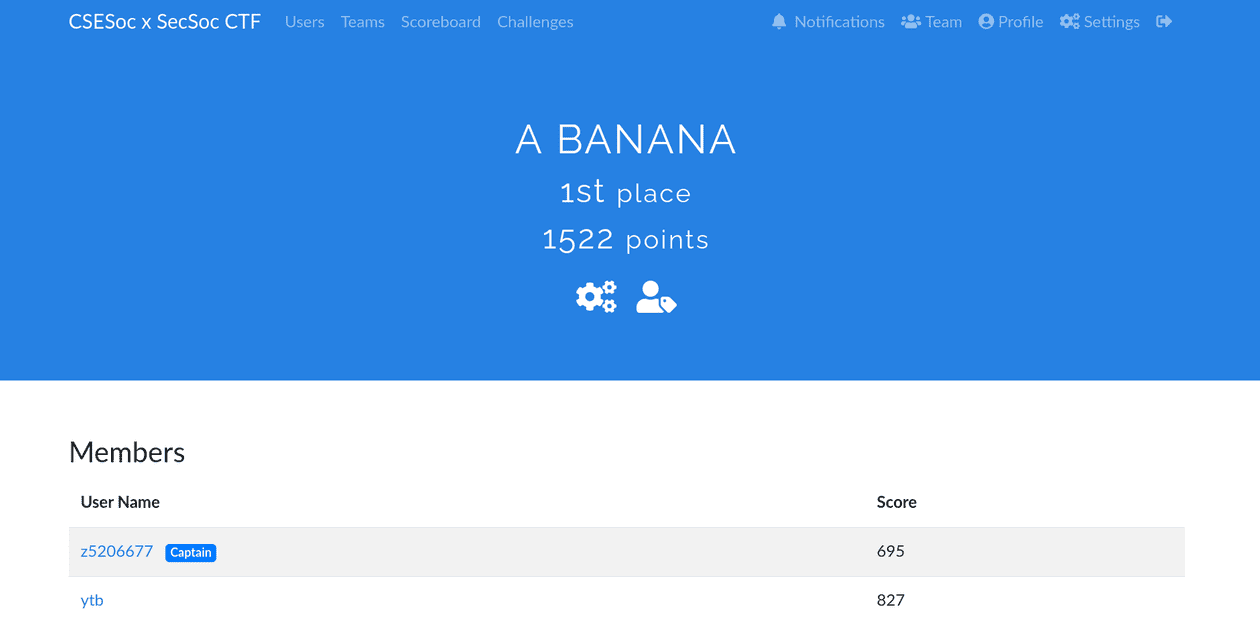 CSESoc x SecSoc CTF Users Teams Scoreboard Challenges Notifications Team Profile Settings
A BANANA
1st place
1522 points
Members
User Name Score
z5206677 Captain 695
ytb 827